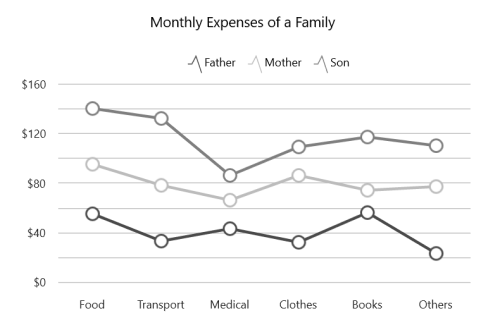 Monthly Expenses of a Family
Father Mother Son
$160
$120
$80
$40
$0
Food Transport Medical Clothes Books Others